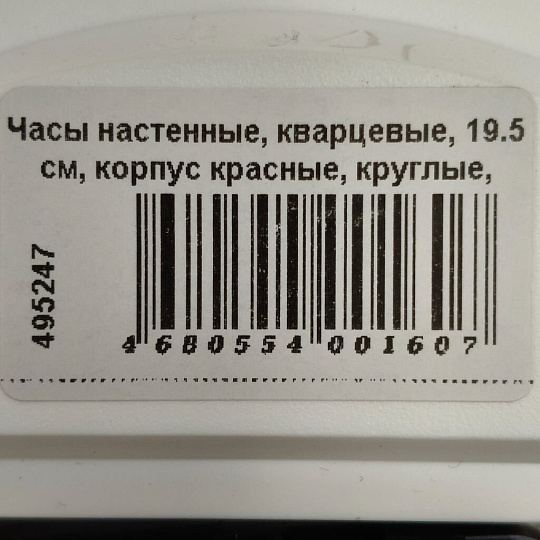 Часы настенные, кварцевые, 19.5
см, корпус красные, круглые,
495247
4 680554 001607